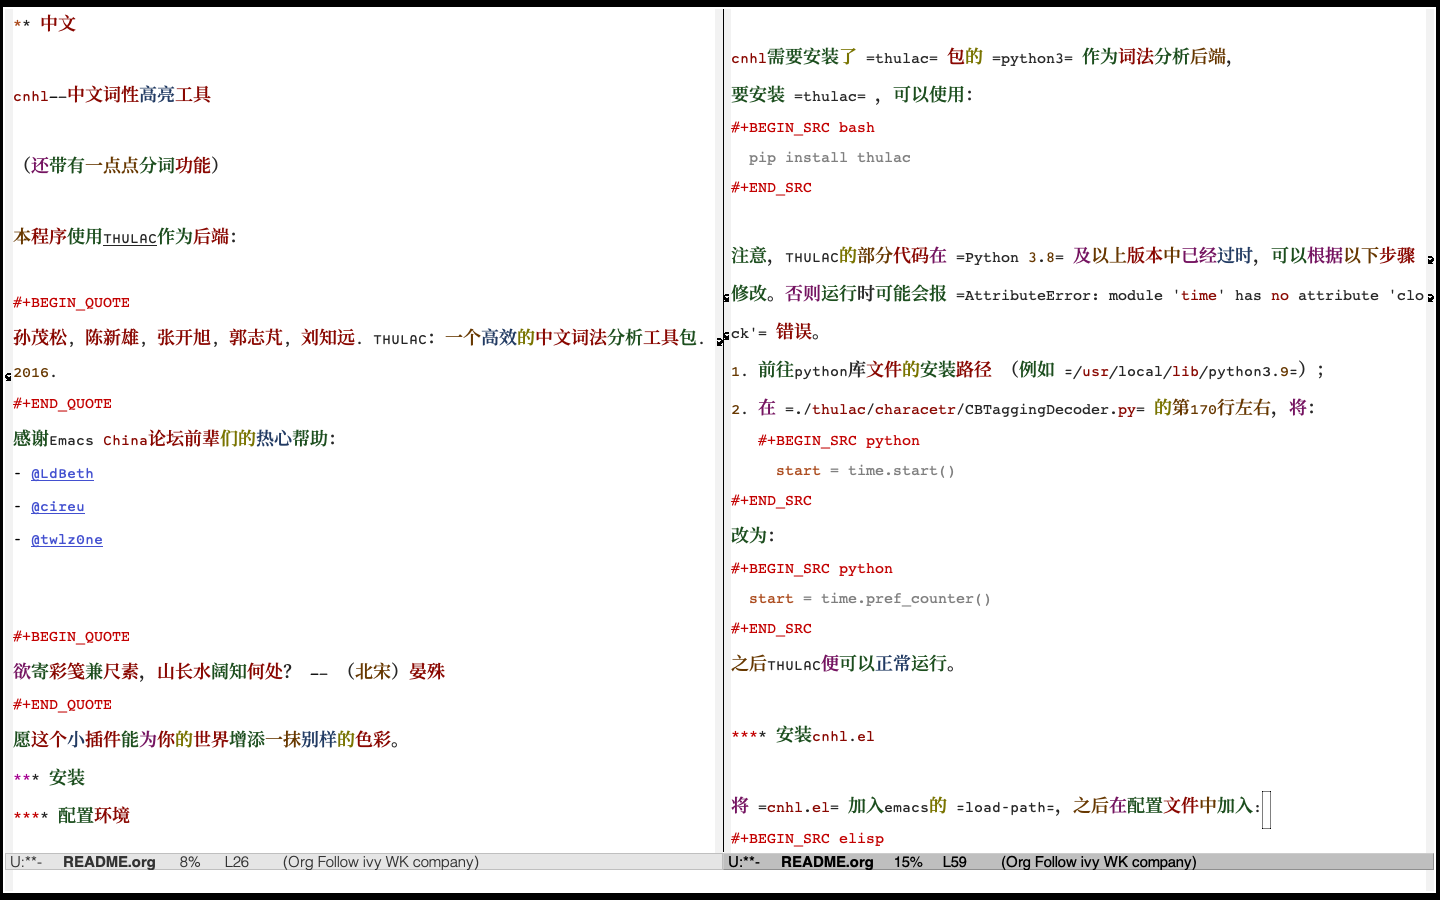 ** 中文
cnhl--中文词性高亮工具
（还带有一点点分词功能）
本程序使用THULAC作为后端：
#+BEGIN_QUOTE
孙茂松, 陈新雄, 张开旭, 郭志芃, 刘知远. THULAC: 一个高效的中文词法分析工具包.
2016.
#+END_QUOTE
感谢Emacs China论坛前辈们的热心帮助：
- @LdBeth
- @cireu
- @twlz0ne
#+BEGIN_QUOTE
欲寄彩笺兼尺素，山长水阔知何处？ -- （北宋）晏殊
#+END_QUOTE
愿这个小插件能为你的世界增添一抹别样的色彩。
*** 安装
**** 配置环境
U:**- README.org 8% L26 (Org Follow ivy WK company)
cnhl需要安装了 =thulac= 包的 =python3= 作为词法分析后端，
要安装 =thulac= ，可以使用：
#+BEGIN_SRC bash
pip install thulac
#+END_SRC
注意，THULAC的部分代码在 =Python 3.8= 及以上版本中已经过时，可以根据以下步骤
修改。否则运行时可能会报 =AttributeError: module 'time' has no attribute 'clo
ck'= 错误。
1. 前往python库文件的安装路径 （例如 =/usr/local/lib/python3.9=）；
2. 在 =./thulac/characetr/CBTaggingDecoder.py= 的第170行左右，将：
#+BEGIN_SRC python
start = time.start()
#+END_SRC
改为：
#+BEGIN_SRC python
start = time.pref_counter()
#+END_SRC
之后THULAC便可以正常运行。
**** 安装cnhl.el
将 =cnhl.el= 加入emacs的 =load-path=，之后在配置文件中加入：
#+BEGIN_SRC elisp
U:**- README.org 15% L59 (Org Follow ivy WK company)